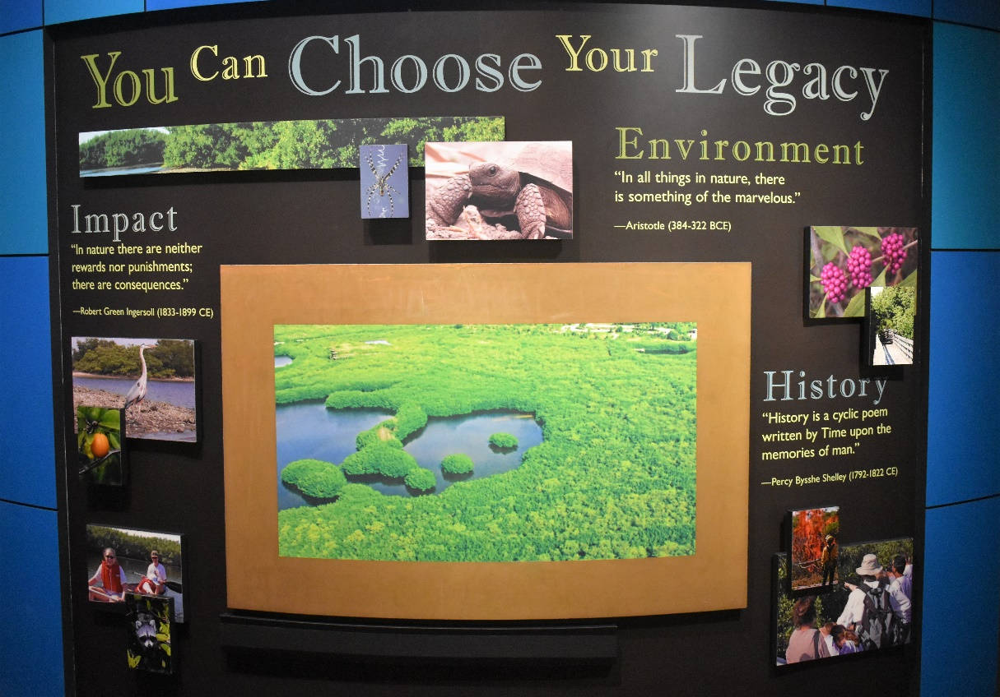 You Can Choose Your Legacy
Environment
“In all things in nature, there
is something of the marvelous.”
—Aristotle (384-322 BCE)
Impact
“In nature there are neither
rewards nor punishments;
there are consequences.”
—Robert Green Ingersoll (1833-1899 CE)
History
“History is a cyclic poem
written by Time upon the
memories of man.”
—Percy Bysshe Shelley (1792-1822 CE)